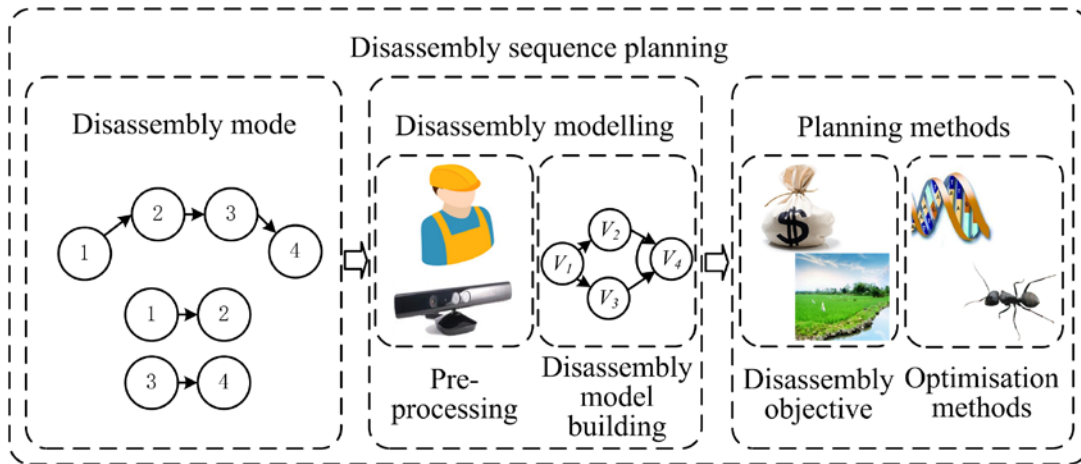 Disassembly sequence planning
Disassembly mode
1
2
3
4
1
2
3
4
Disassembly modelling
V1
V2
V3
V4
Pre-
processing
Disassembly
model
building
Planning methods
$
Disassembly
objective
Optimisation
methods